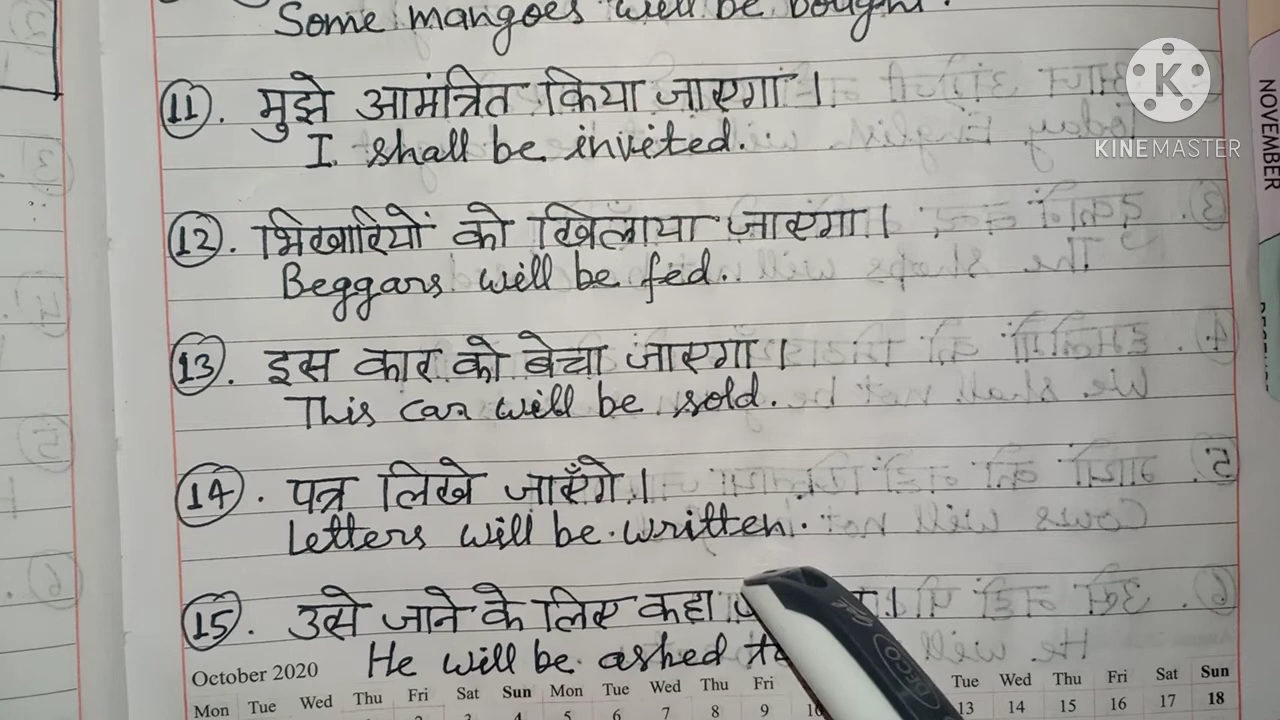 Some mangoes will be bought.
KINEMASTER
NOVEMBER
11. मुझे आमंत्रित किया जाएगा।
I shall be invited.
12. भिखारियों को खिलाया जाएगा।
Beggars will be fed.
13. इस कार को बेचा जाएगा।
This car will be sold.
14. पत्र लिखे जाएँगे।
Letters will be written.
15. उसे जाने के लिए कहा
He will be asked to
October 2020
Mon Tue Wed Thu Fri Sat Sun Mon Tue Wed Thu Fri Tue Wed Thu Fri Sat Sun
5 6 7 8 9 13 14 15 16 17 18